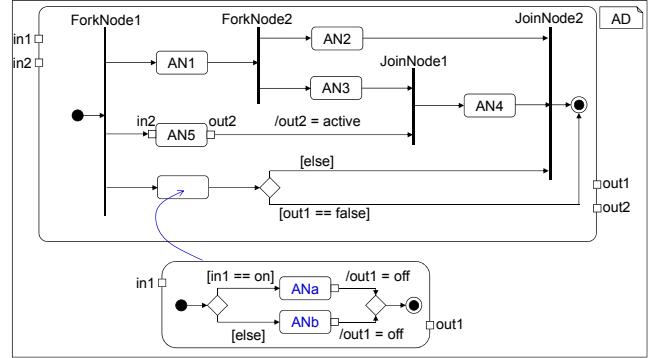 ForkNode1 ForkNode2 JoinNode2 AD
in1
in2
AN2
AN1 JoinNode1
AN3
AN4
in2 out2 /out2 = active
AN5
[else]
out1
out2
[out1 == false]
in1 [in1 == on] /out1 = off
ANa
ANb out1
[else] /out1 = off